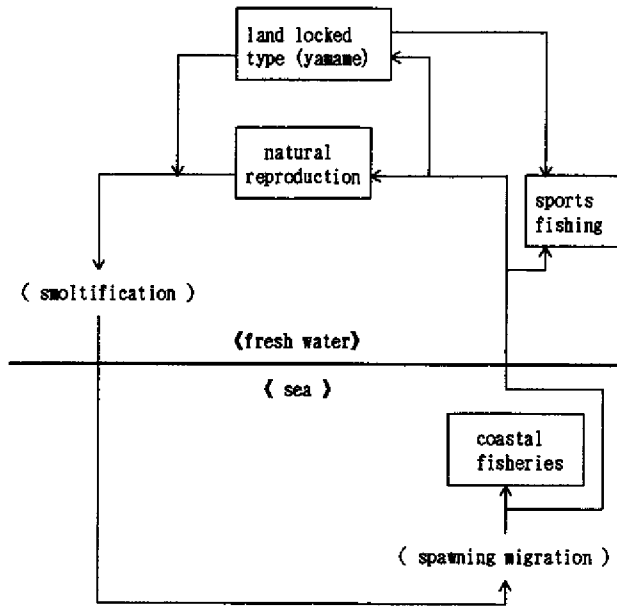 land locked
type (yamame)
natural
reproduction
sports
fishing
( smoltification )
《fresh water》
《 sea 》
coastal
fisheries
( spawning migration )